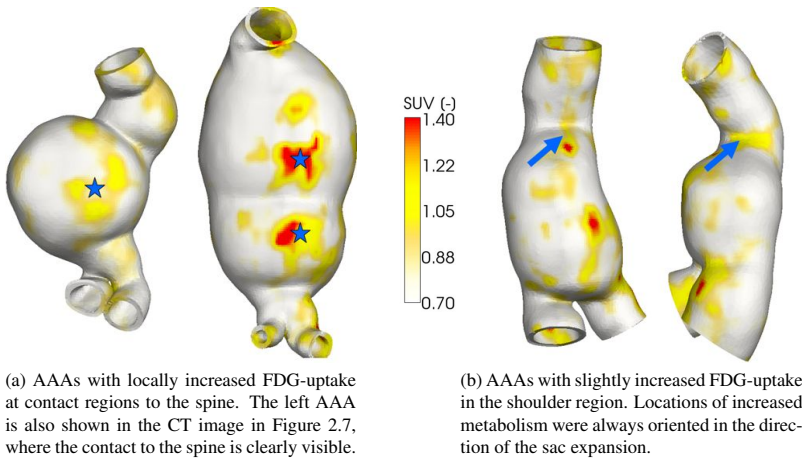 SUV (-)
1.40
1.22
1.05
0.88
0.70
(a) AAAs with locally increased FDG-uptake
at contact regions to the spine. The left AAA
is also shown in the CT image in Figure 2.7,
where the contact to the spine is clearly visible.
(b) AAAs with slightly increased FDG-uptake
in the shoulder region. Locations of increased
metabolism were always oriented in the direc-
tion of the sac expansion.